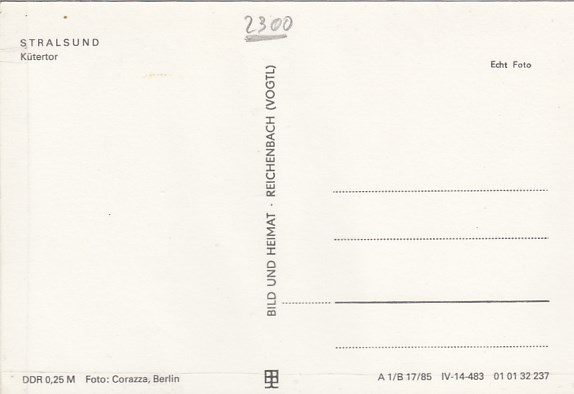 2300
STRALSUND
Kütertor
Echt Foto
BILD UND HEIMAT · REICHENBACH (VOGTL)
DDR 0,25 M Foto: Corazza, Berlin
A 1/B 17/85 IV-14-483 01 01 32 237